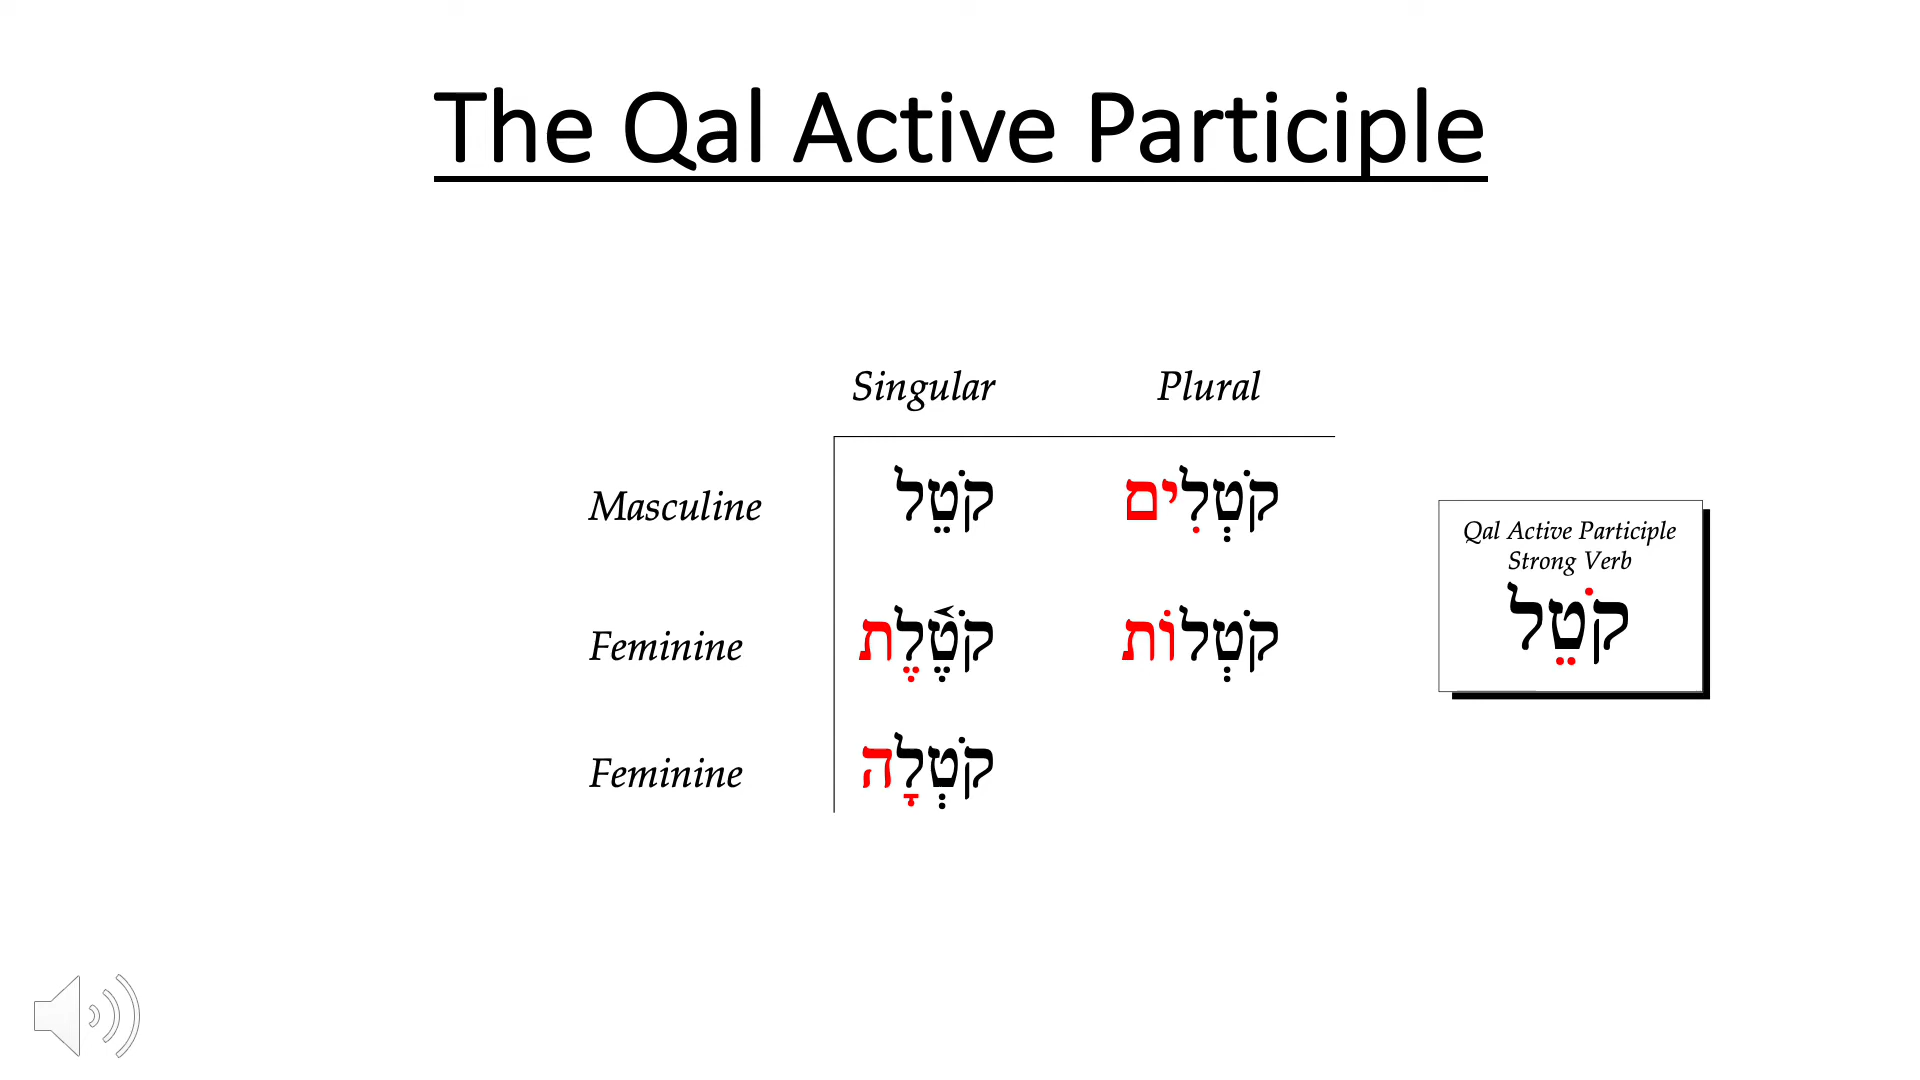 The Qal Active Participle
Singular Plural
Masculine קֹטֵל קֹטְלִים
Feminine קֹטֶ֫לֶת קֹטְלוֹת
Feminine קֹטְלָה
Qal Active Participle
Strong Verb
קֹטֵל